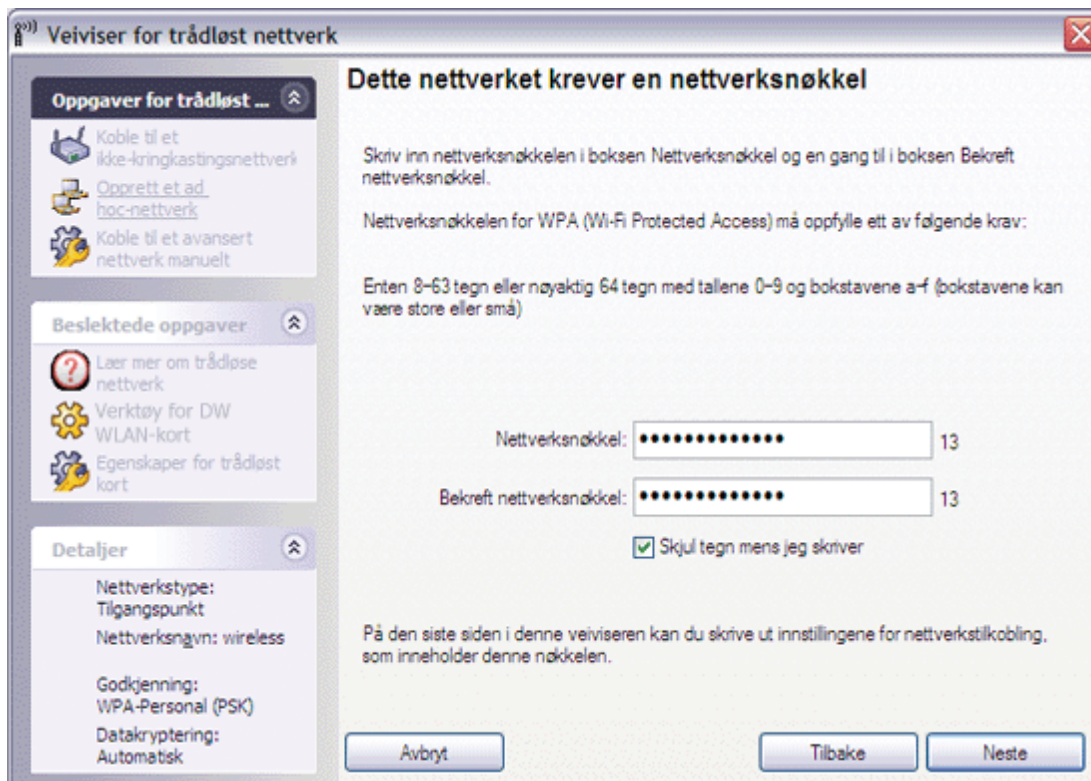 Veiviser for trådløst nettverk
Oppgaver for trådløst ...
Koble til et
ikke-kringkastingsnettverk
Opprett et ad
hoc-nettverk
Koble til et avansert
nettverk manuelt
Beslektede oppgaver
Lær mer om trådløse
nettverk
Verktøy for DW
WLAN-kort
Egenskaper for trådløst
kort
Detaljer
Nettverkstype:
Tilgangspunkt
Nettverksnavn: wireless
Godkjenning:
WPA-Personal (PSK)
Datakryptering:
Automatisk
Dette nettverket krever en nettverksnøkkel
Skriv inn nettverksnøkkelen i boksen Nettverksnøkkel og en gang til i boksen Bekreft
nettverksnøkkel.
Nettverksnøkkelen for WPA (Wi-Fi Protected Access) må oppfylle ett av følgende krav:
Enten 8-63 tegn eller nøyaktig 64 tegn med tallene 0-9 og bokstavene a-f (bokstavene kan
være store eller små)
Nettverksnøkkel: ••••••••••••• 13
Bekreft nettverksnøkkel: ••••••••••••• 13
Skjul tegn mens jeg skriver
På den siste siden i denne veiviseren kan du skrive ut innstillingene for nettverkstilkobling,
som inneholder denne nøkkelen.
Avbryt Tilbake Neste